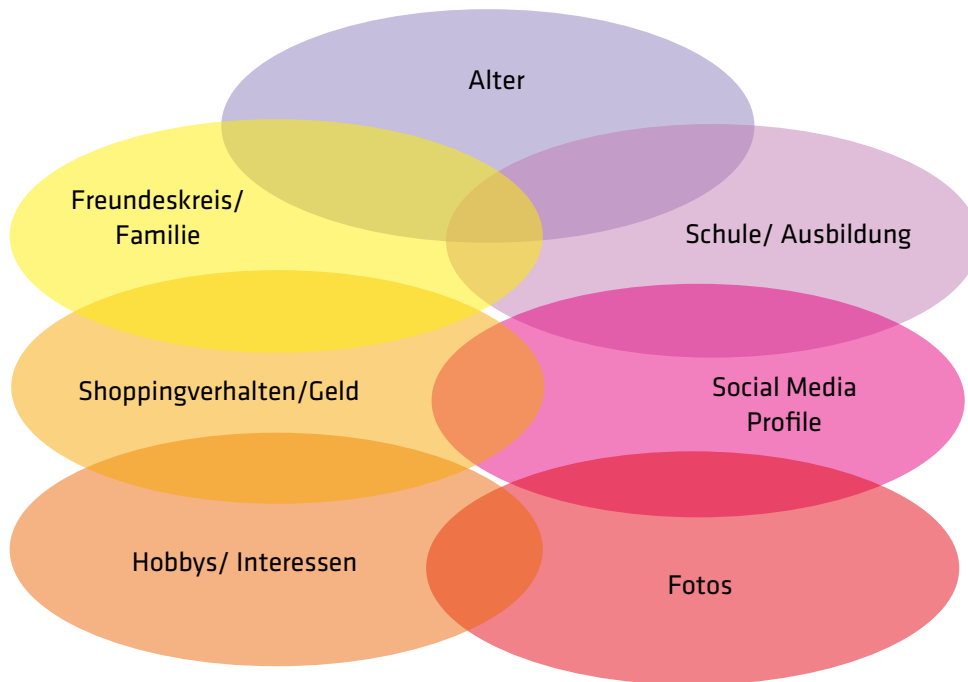 Alter
Freundeskreis/
Familie
Schule/ Ausbildung
Shoppingverhalten/Geld
Social Media
Profile
Hobbys/ Interessen
Fotos